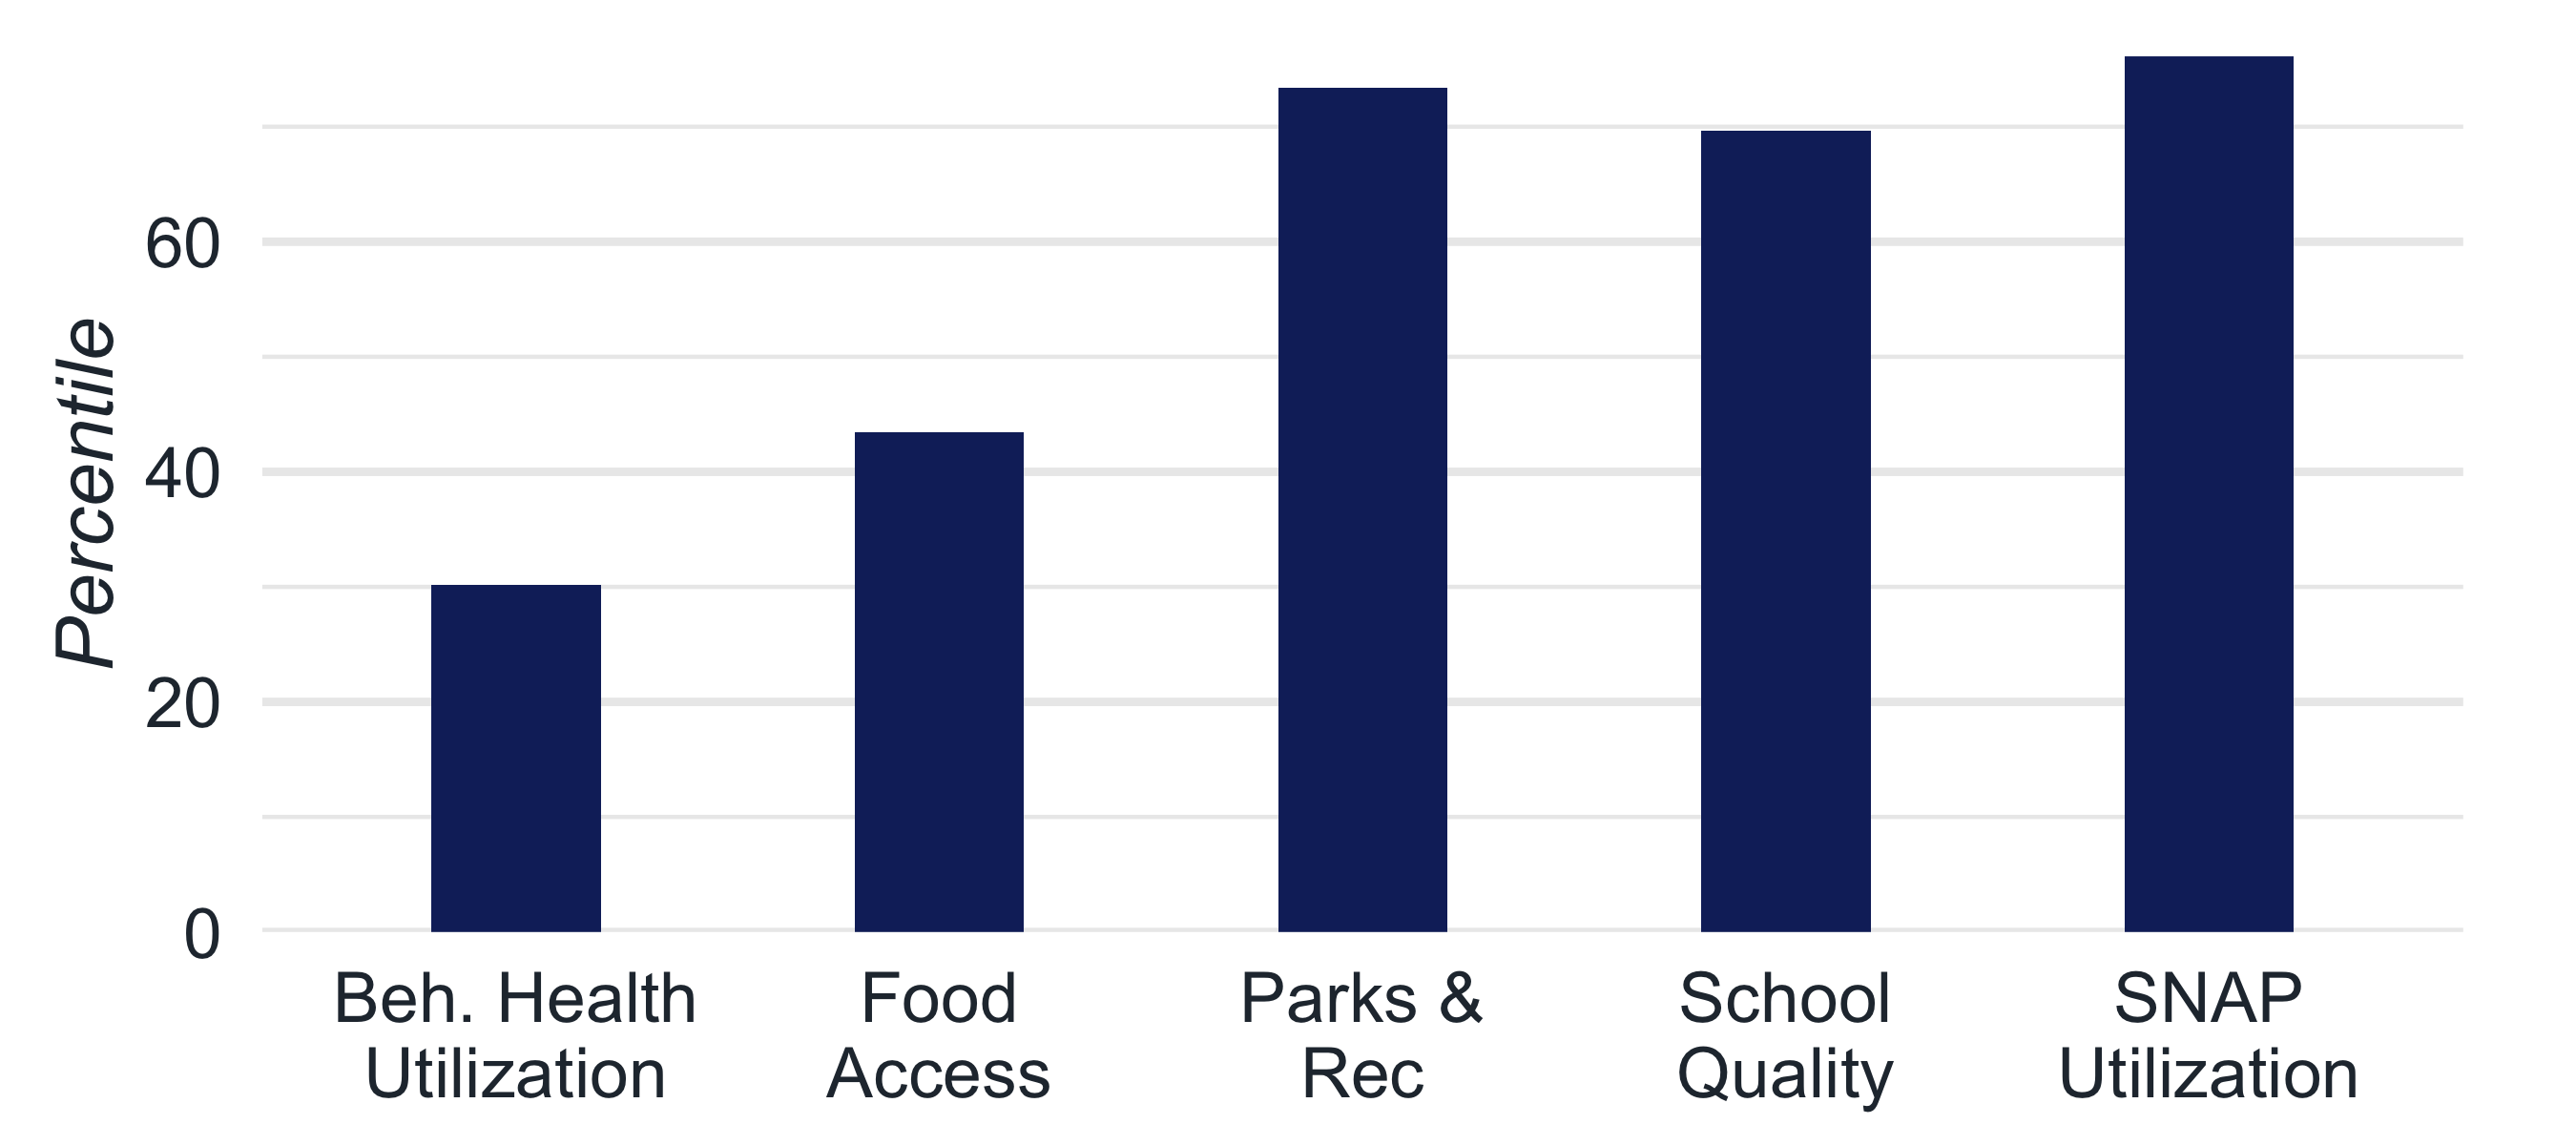 Percentile
60
40
20
0
Beh. Health
Utilization
Food
Access
Parks &
Rec
School
Quality
SNAP
Utilization